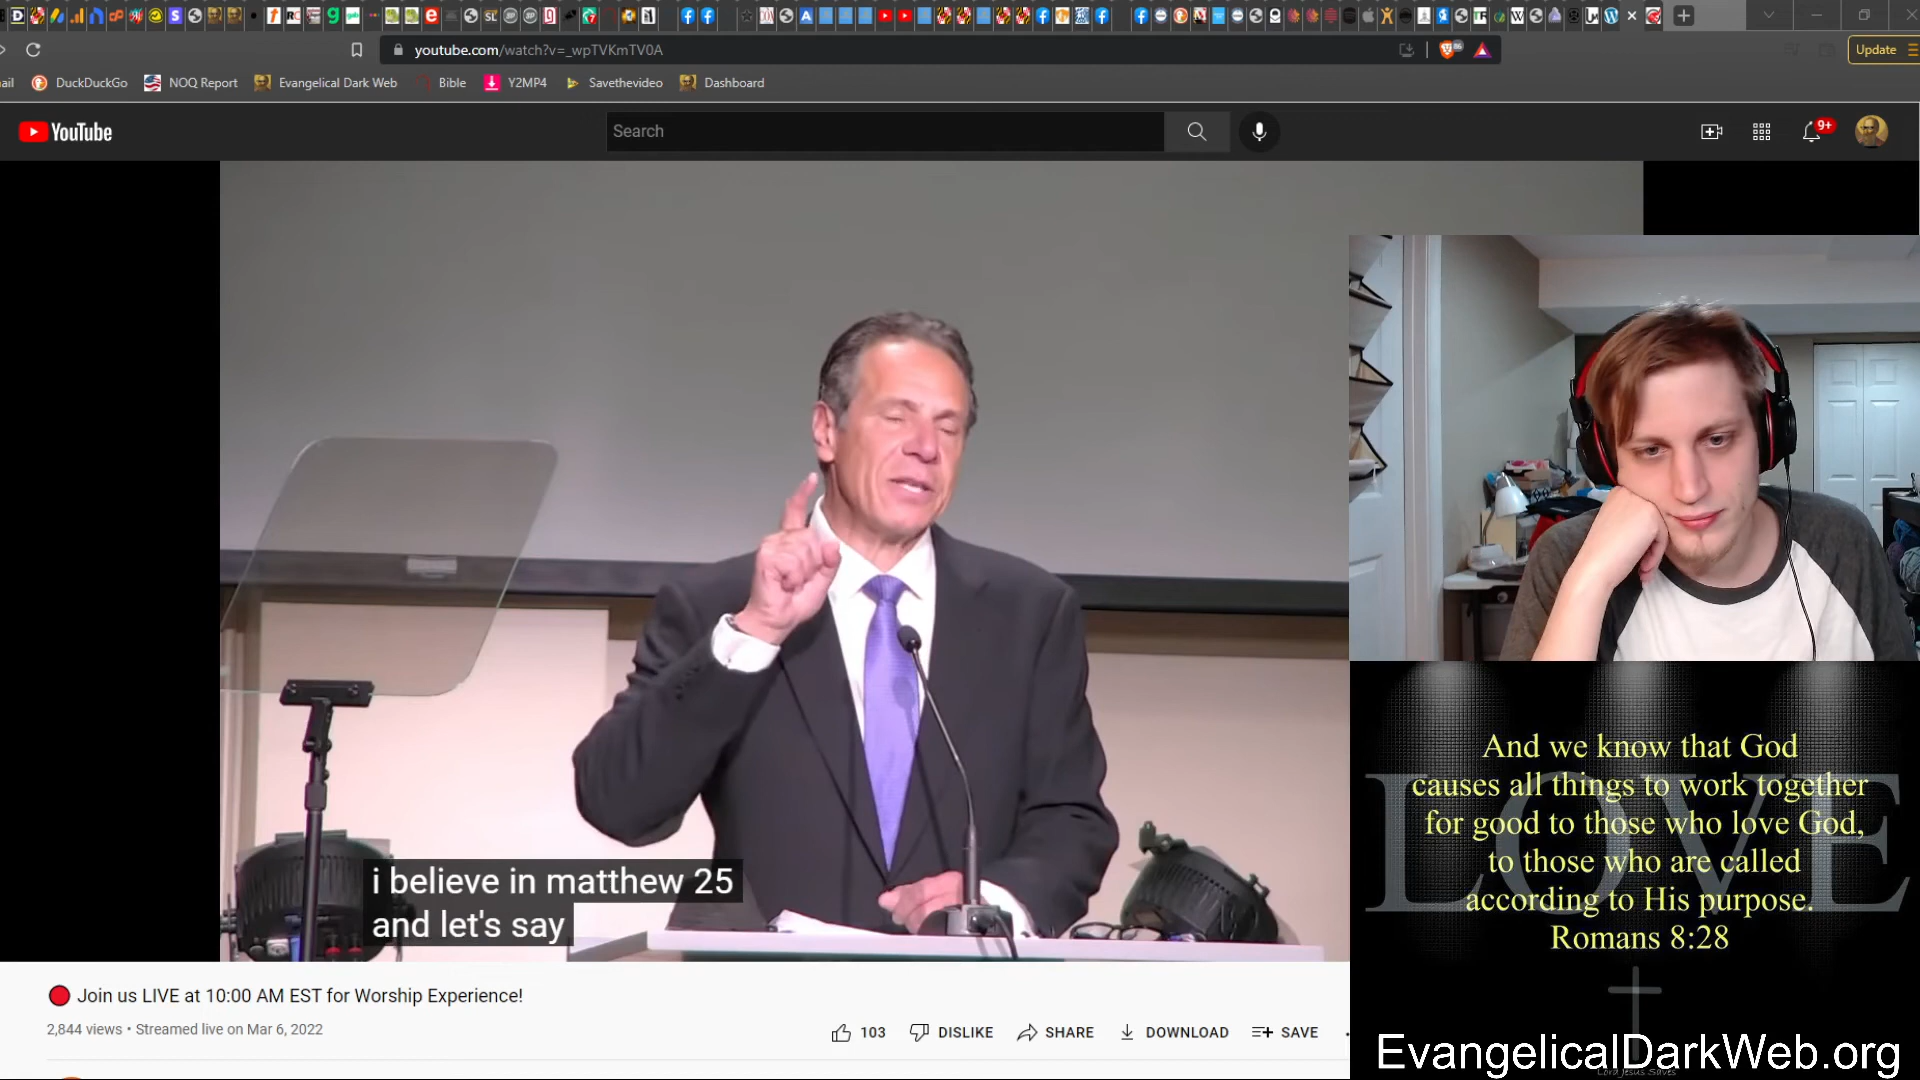 youtube.com/watch?v=_wpTVKmTV0A
Update
ail
DuckDuckGo
NOQ Report
Evangelical Dark Web
Bible
Y2MP4
Savethevideo
Dashboard
YouTube
Search
9+
i believe in matthew 25
and let's say
And we know that God
causes all things to work together
for good to those who love God,
to those who are called
according to His purpose.
Romans 8:28
LOVE
Join us LIVE at 10:00 AM EST for Worship Experience!
2,844 views • Streamed live on Mar 6, 2022
103
DISLIKE
SHARE
DOWNLOAD
SAVE
EvangelicalDarkWeb.org
Lord Jesus Saves